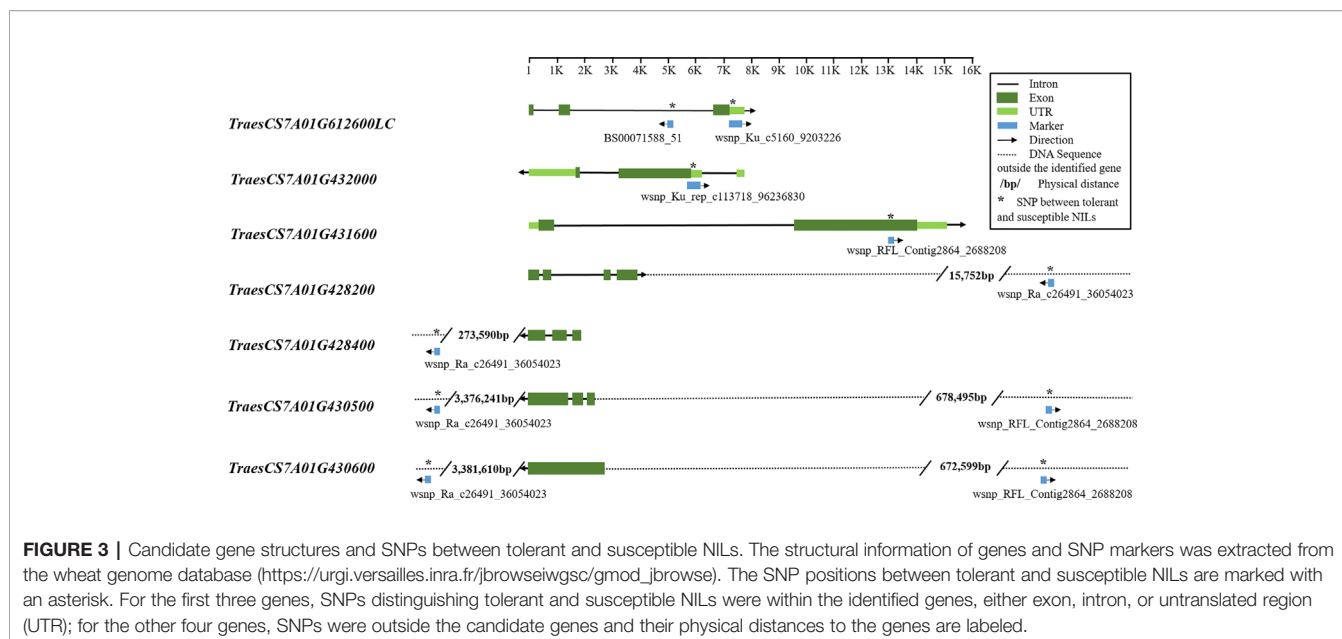 1 1K 2K 3K 4K 5K 6K 7K 8K 9K 10K 11K 12K 13K 14K 15K 16K
Intron
Exon
UTR
Marker
Direction
DNA Sequence
outside the identified gene
/bp/ Physical distance
* SNP between tolerant
and susceptible NILs
* *
TraesCS7A01G612600LC
BS00071588_51 wsnp_Ku_c5160_9203226
*
TraesCS7A01G432000
wsnp_Ku_rep_c113718_96236830
*
TraesCS7A01G431600
wsnp_RFL_Contig2864_2688208
15,752bp *
TraesCS7A01G428200
wsnp_Ra_c26491_36054023
* 273,590bp
TraesCS7A01G428400
wsnp_Ra_c26491_36054023
* 3,376,241bp 678,495bp *
TraesCS7A01G430500
wsnp_Ra_c26491_36054023 wsnp_RFL_Contig2864_2688208
* 3,381,610bp 672,599bp *
TraesCS7A01G430600
wsnp_Ra_c26491_36054023 wsnp_RFL_Contig2864_2688208
FIGURE 3 | Candidate gene structures and SNPs between tolerant and susceptible NILs. The structural information of genes and SNP markers was extracted from
the wheat genome database (https://urgi.versailles.inra.fr/jbrowseiwgsc/gmod_jbrowse). The SNP positions between tolerant and susceptible NILs are marked with
an asterisk. For the first three genes, SNPs distinguishing tolerant and susceptible NILs were within the identified genes, either exon, intron, or untranslated region
(UTR); for the other four genes, SNPs were outside the candidate genes and their physical distances to the genes are labeled.